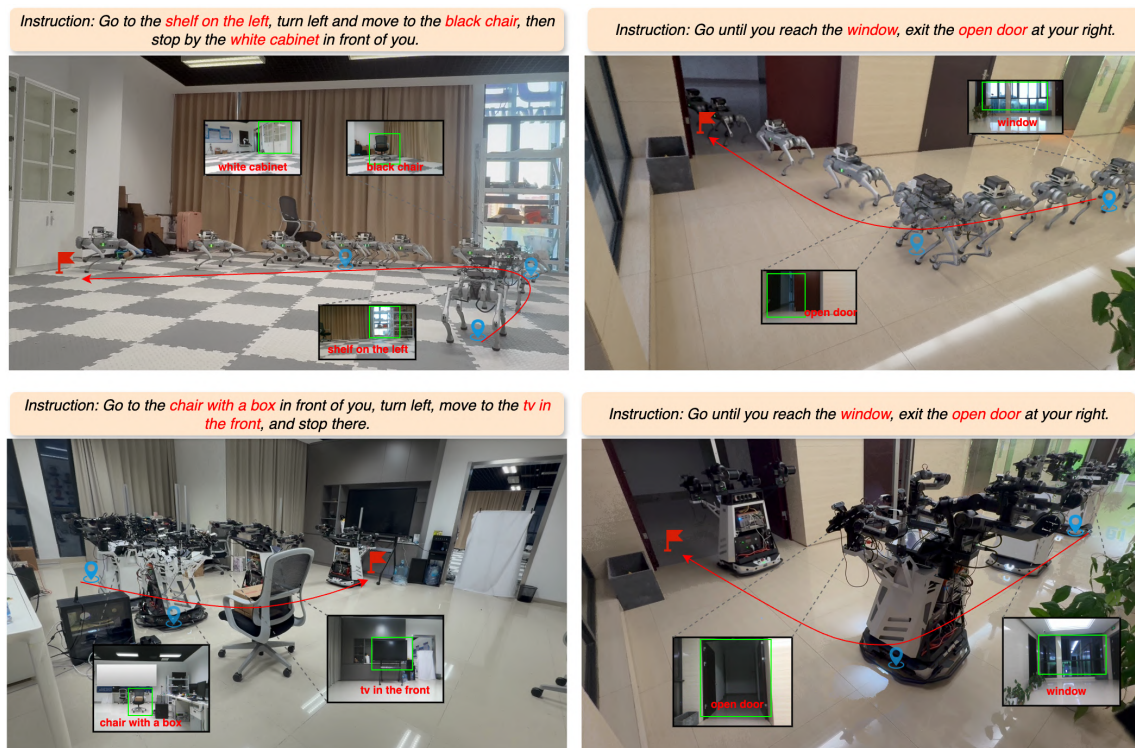 Instruction: Go to the shelf on the left, turn left and move to the black chair, then
stop by the white cabinet in front of you.
white cabinet
black chair
shelf on the left
Instruction: Go until you reach the window, exit the open door at your right.
window
open door
Instruction: Go to the chair with a box in front of you, turn left, move to the tv in
the front, and stop there.
chair with a box
tv in the front
Instruction: Go until you reach the window, exit the open door at your right.
open door
window